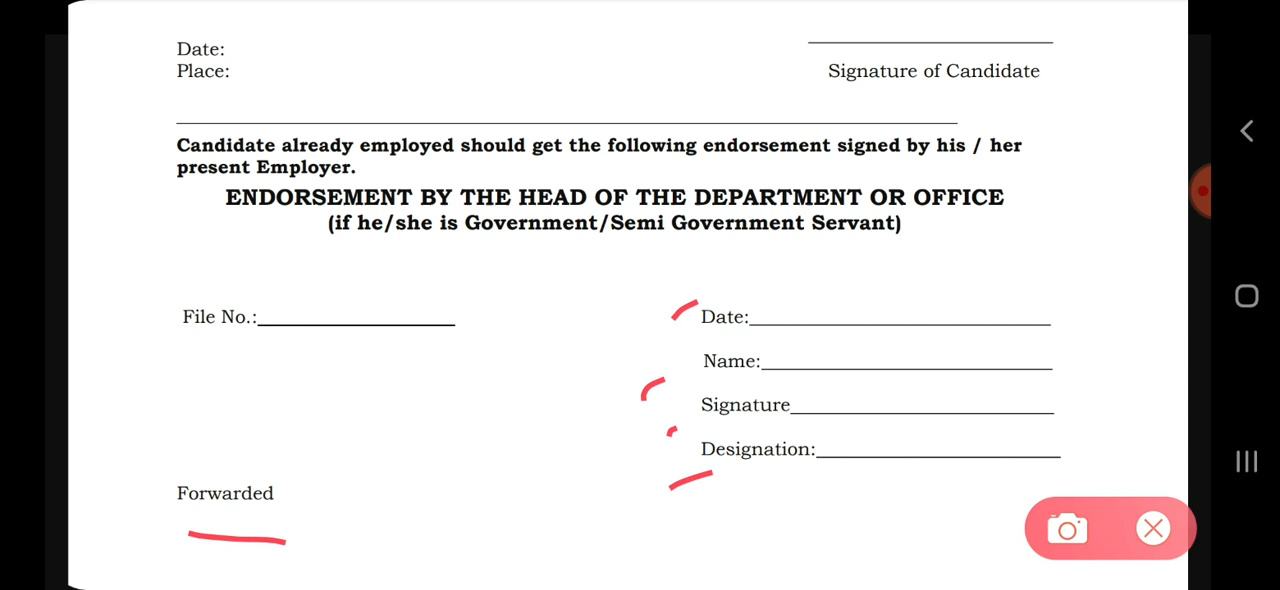 Date:
Place:
Signature of Candidate
Candidate already employed should get the following endorsement signed by his / her
present Employer.
ENDORSEMENT BY THE HEAD OF THE DEPARTMENT OR OFFICE
(if he/she is Government/Semi Government Servant)
File No.:
Date:
Name:
Signature
Designation:
Forwarded